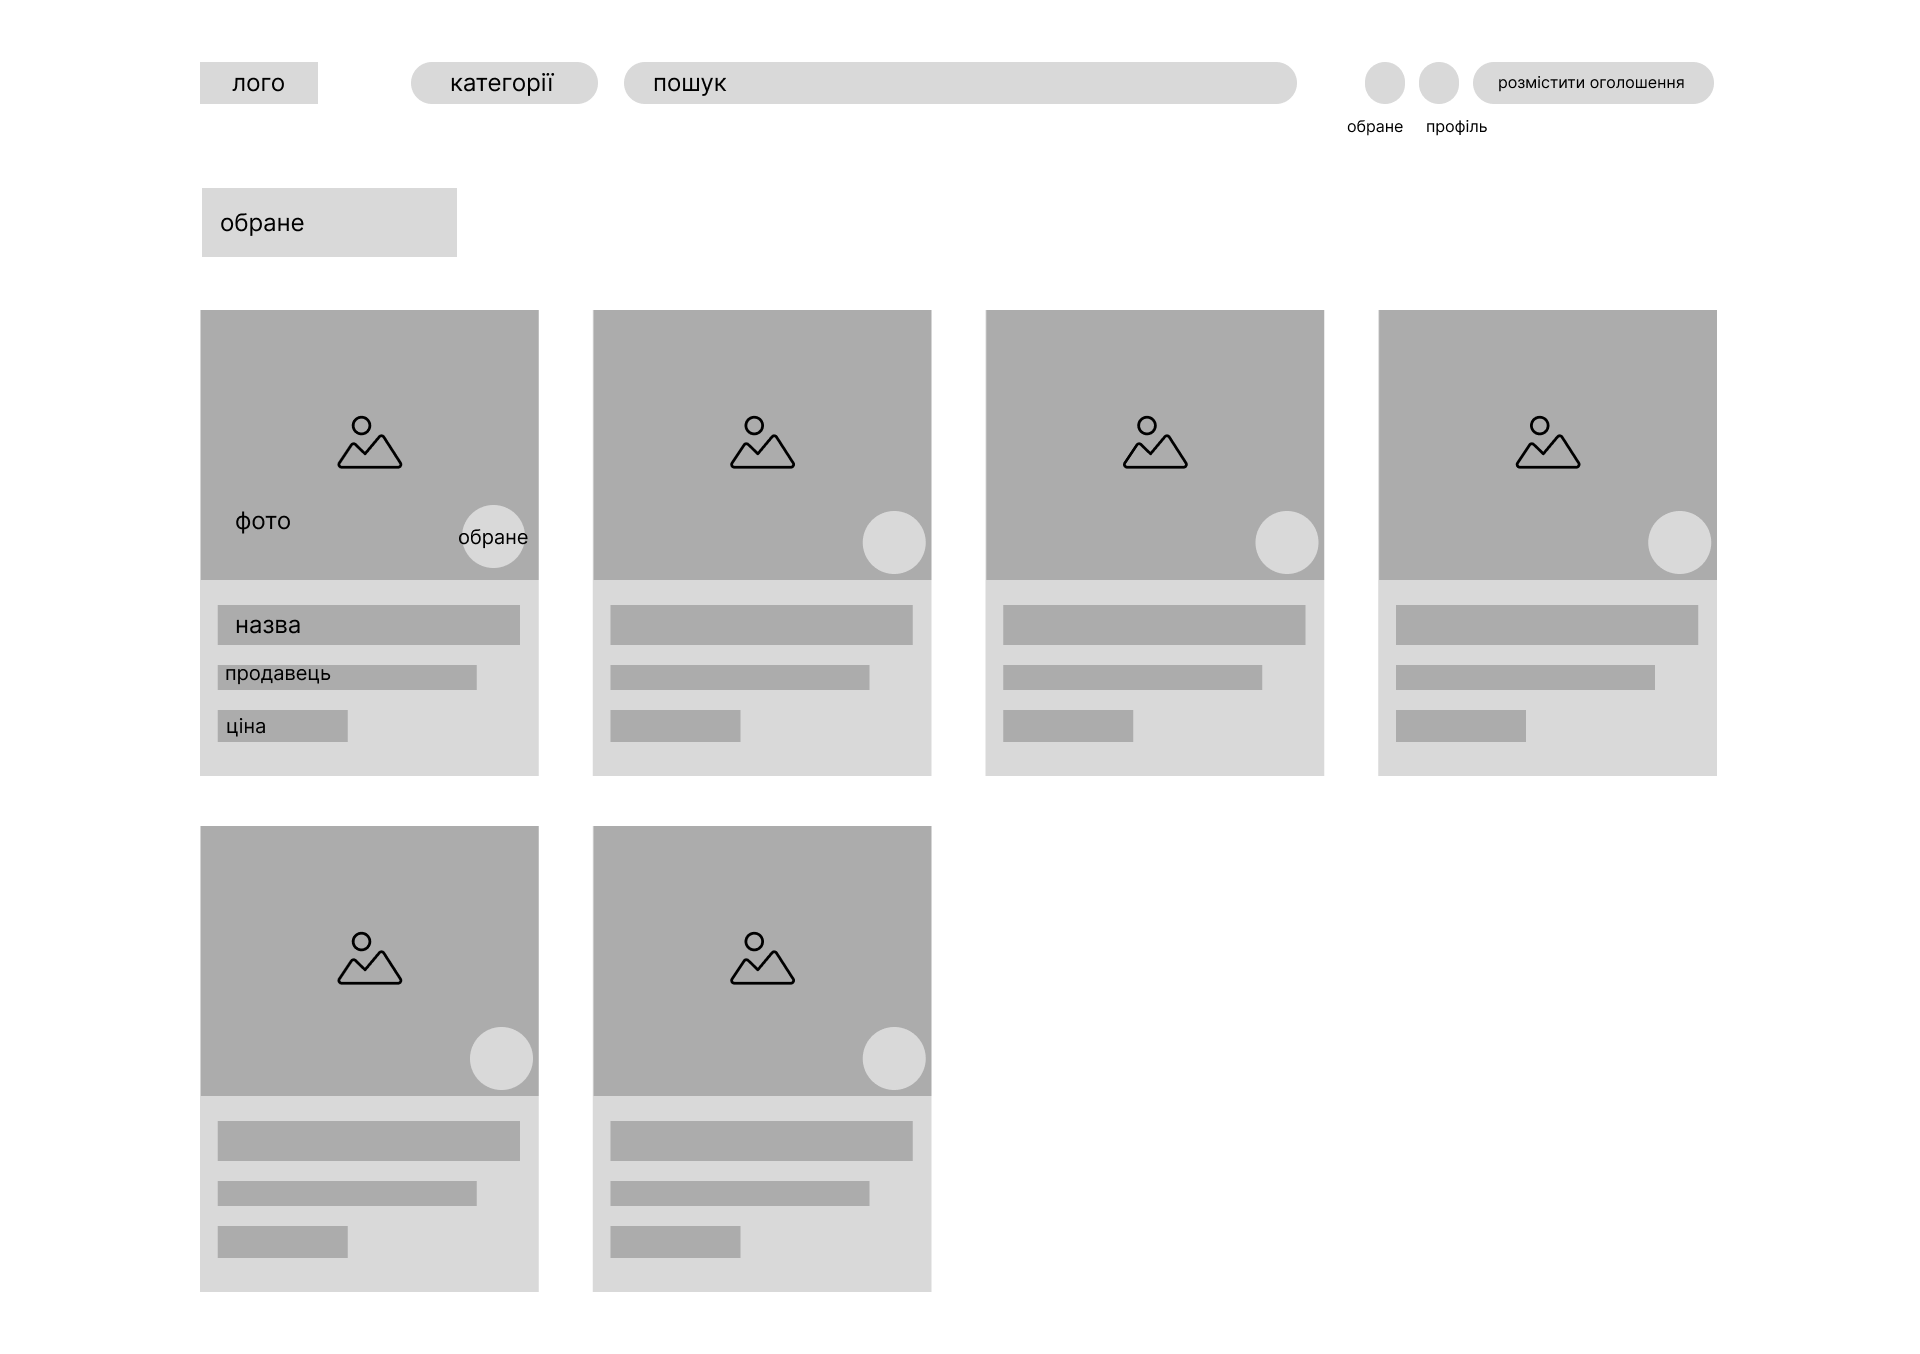 лого
категорії
пошук
розмістити оголошення
обране
профіль
обране
фото
обране
назва
продавець
ціна